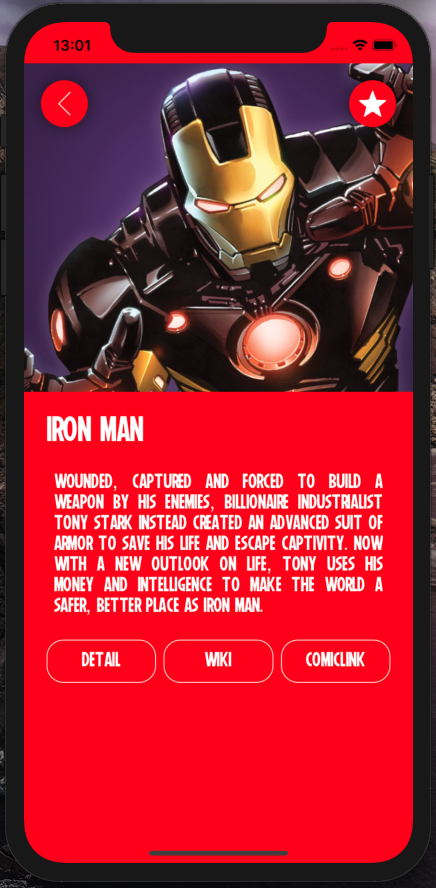 13:01
IRON MAN
WOUNDED, CAPTURED AND FORCED TO BUILD A
WEAPON BY HIS ENEMIES, BILLIONAIRE INDUSTRIALIST
TONY STARK INSTEAD CREATED AN ADVANCED SUIT OF
ARMOR TO SAVE HIS LIFE AND ESCAPE CAPTIVITY. NOW
WITH A NEW OUTLOOK ON LIFE, TONY USES HIS
MONEY AND INTELLIGENCE TO MAKE THE WORLD A
SAFER, BETTER PLACE AS IRON MAN.
DETAIL
WIKI
COMICLINK